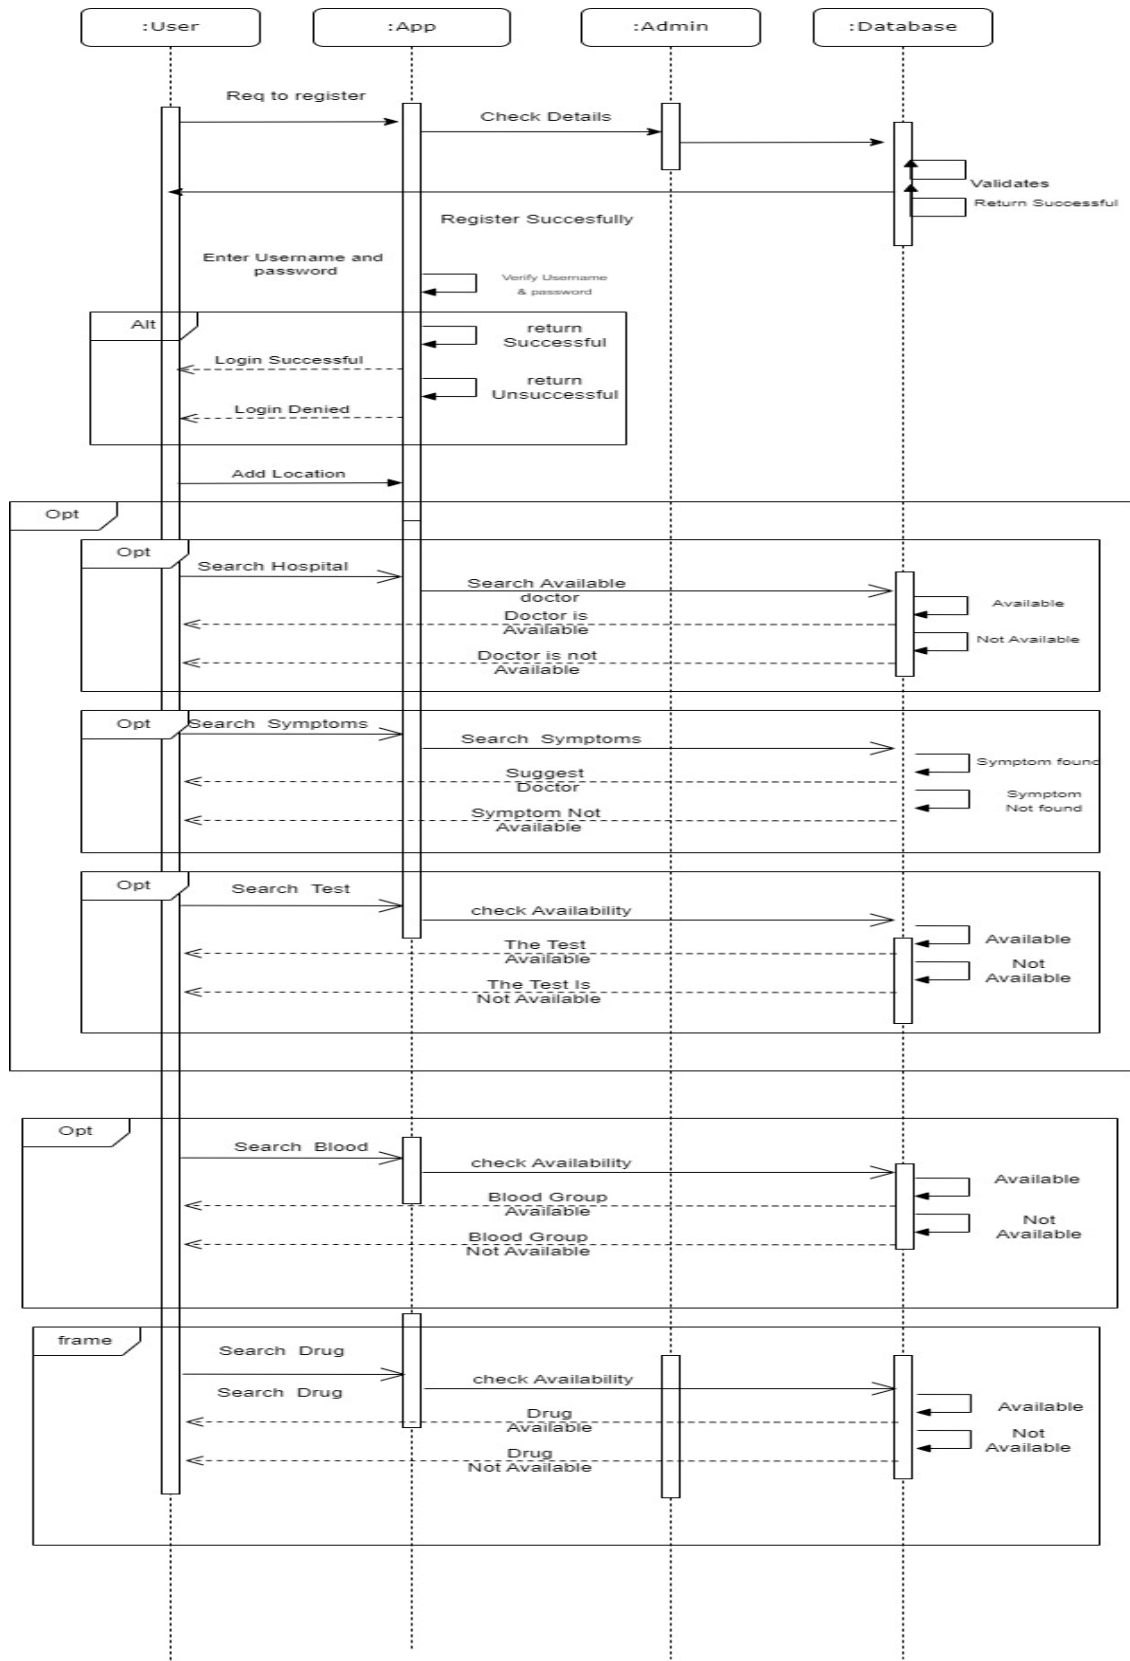 :User
:App
:Admin
:Database
Req to register
Check Details
Validates
Return Successful
Register Succesfully
Enter Username and
password
Verify Username
& password
Alt
return
Successful
Login Successful
return
Unsuccessful
Login Denied
Add Location
Opt
Opt
Search Hospital
Search Available
doctor
Available
Doctor is
Available
Not Available
Doctor is not
Available
Opt
Search Symptoms
Search Symptoms
Symptom found
Suggest
Doctor
Symptom
Not found
Symptom Not
Available
Opt
Search Test
check Availability
Available
The Test
Available
Not
Available
The Test Is
Not Available
Opt
Search Blood
check Availability
Available
Blood Group
Available
Not
Available
Blood Group
Not Available
frame
Search Drug
check Availability
Search Drug
Available
Drug
Available
Not
Available
Drug
Not Available